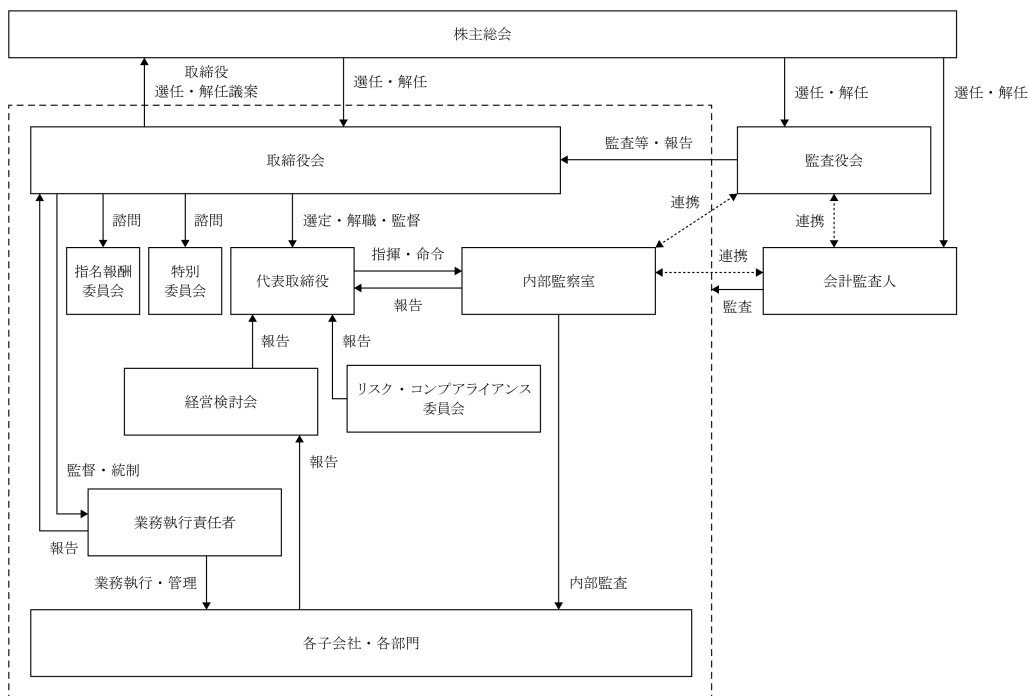 株主総会
取締役
選任・解任議案
選任・解任
選任・解任
選任・解任
取締役会
監査等・報告
監査役会
諮問
諮問
選定・解職・監督
連携
連携
指名報酬
委員会
特別
委員会
代表取締役
指揮・命令
報告
内部監察室
連携
監査
会計監査人
報告
報告
経営検討会
リスク・コンプアライアンス
委員会
報告
監督・統制
業務執行責任者
報告
業務執行・管理
内部監査
各子会社・各部門